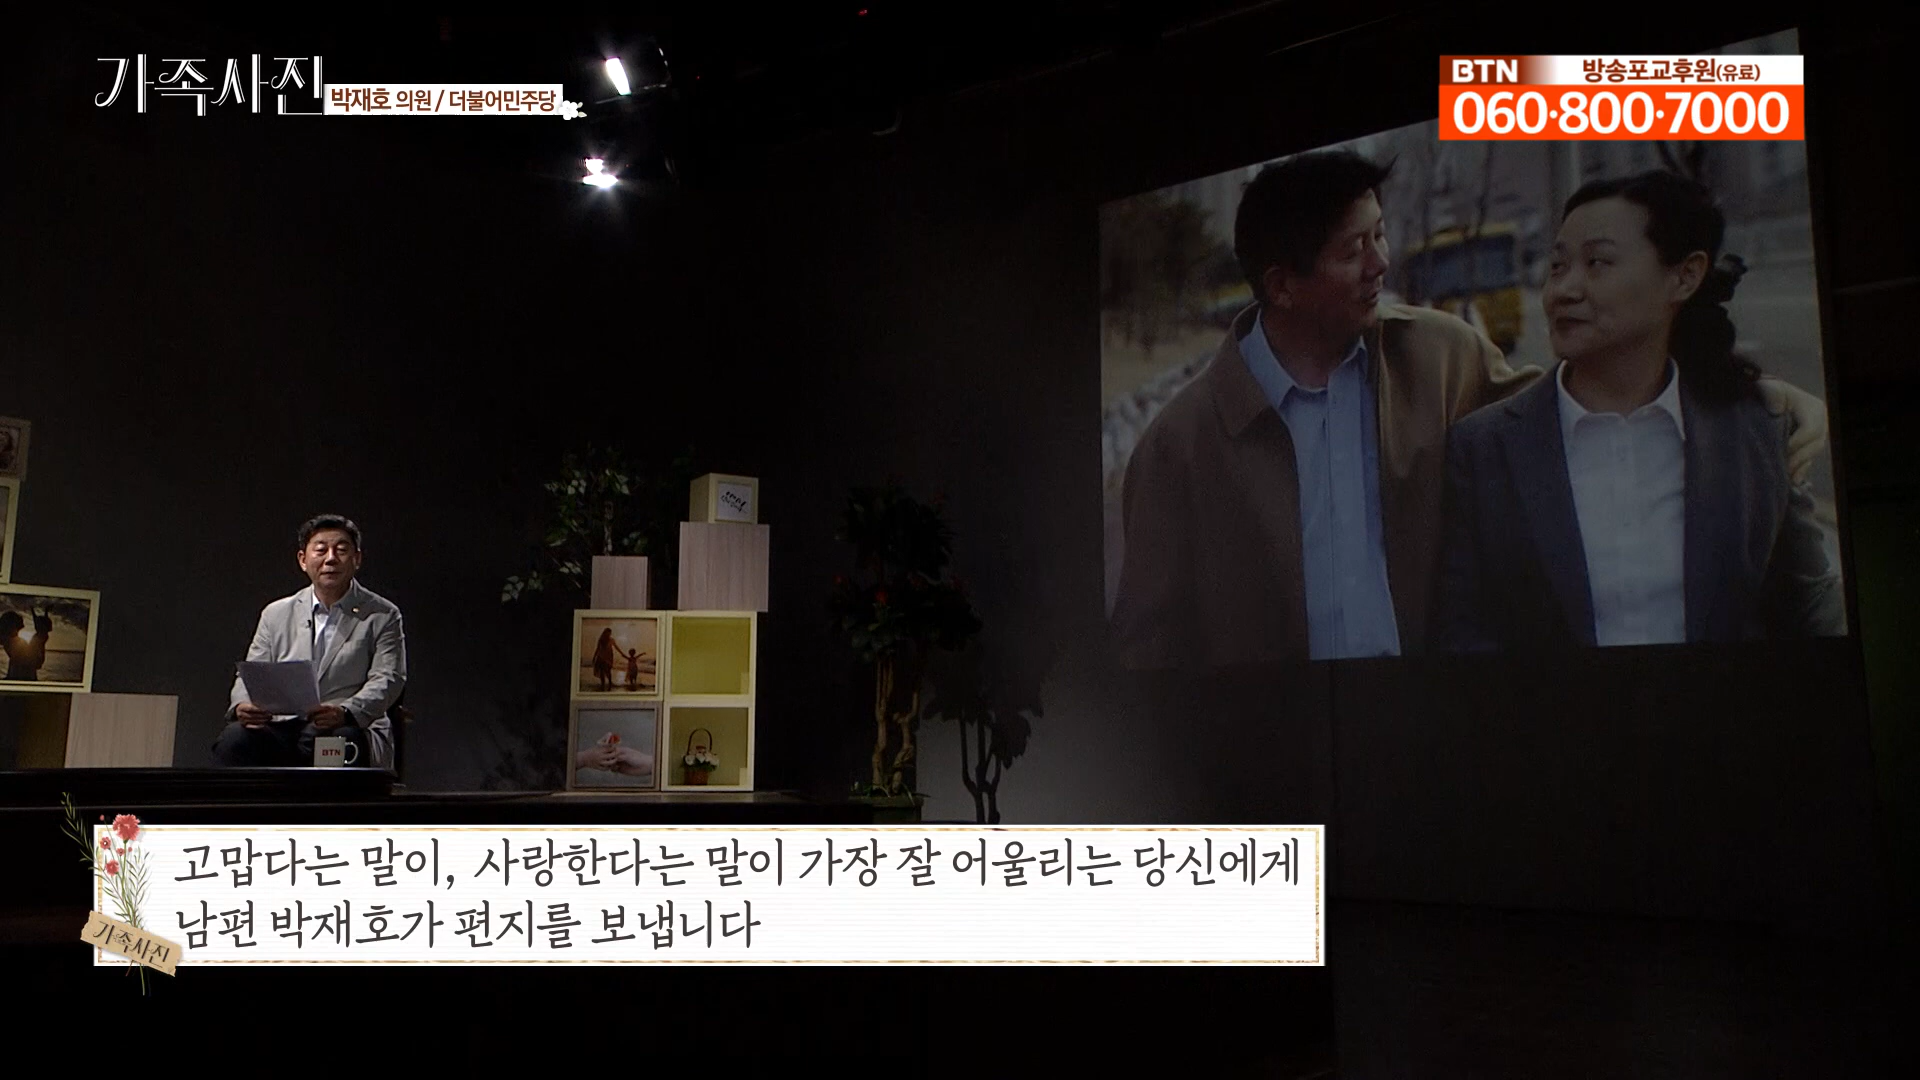 가족사진
박재호 의원 / 더불어민주당
BTN 방송포교후원(유료)
060·800·7000
BTN
고맙다는 말이, 사랑한다는 말이 가장 잘 어울리는 당신에게
남편 박재호가 편지를 보냅니다
가족사진